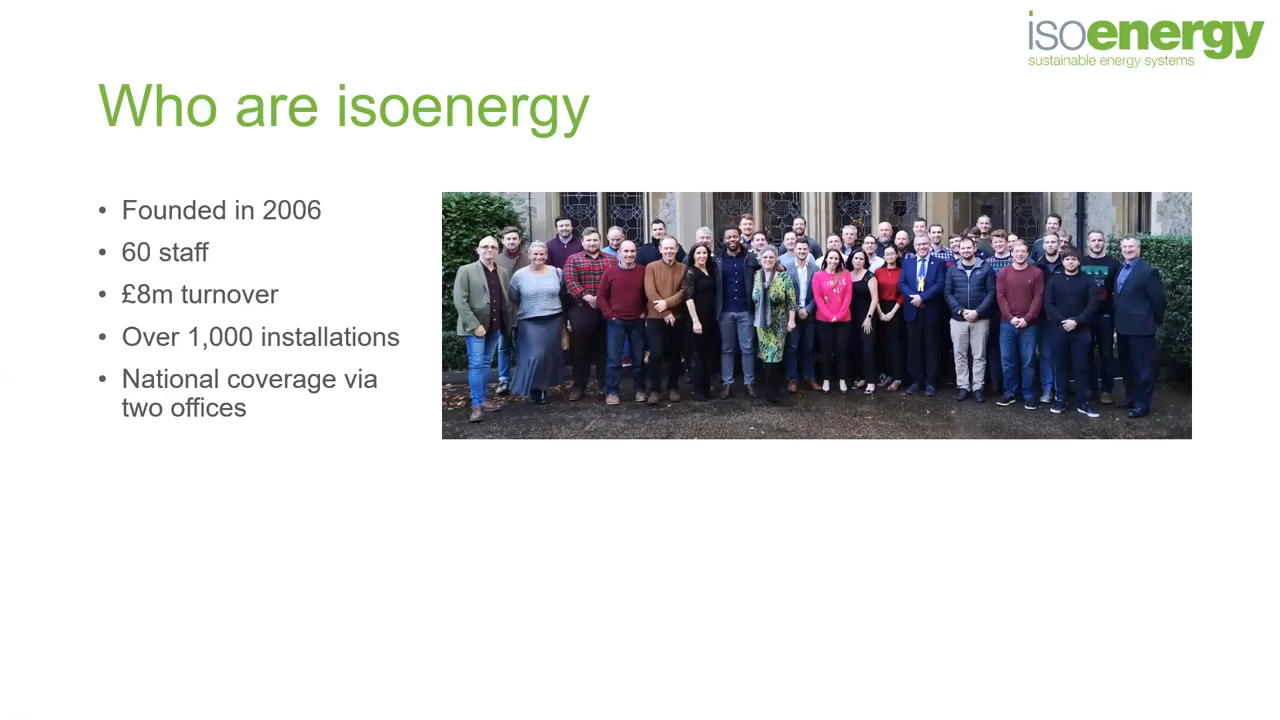 isoenergy
sustainable energy systems
Who are isoenergy
• Founded in 2006
• 60 staff
• £8m turnover
• Over 1,000 installations
• National coverage via
two offices